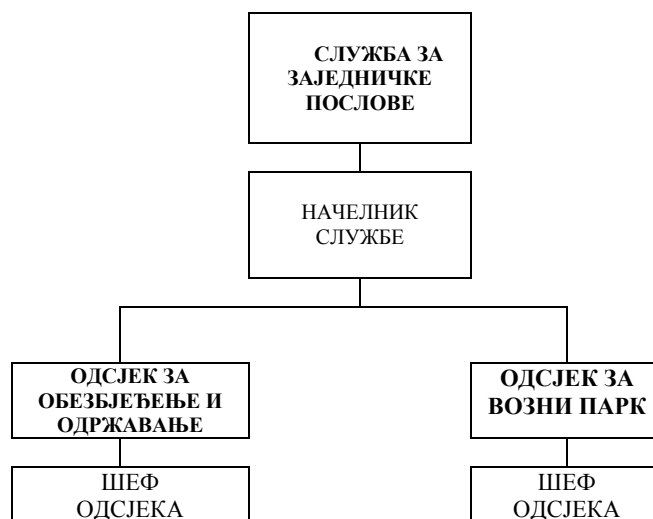 СЛУЖБА ЗА
ЗАЈЕДНИЧКЕ
ПОСЛОВЕ
НАЧЕЛНИК
СЛУЖБЕ
ОДСЈЕК ЗА
ОБЕЗБЈЕЂЕЊЕ И
ОДРЖАВАЊЕ
ОДСЈЕК ЗА
ВОЗНИ ПАРК
ШЕФ
ОДСЈЕКА
ШЕФ
ОДСЈЕКА